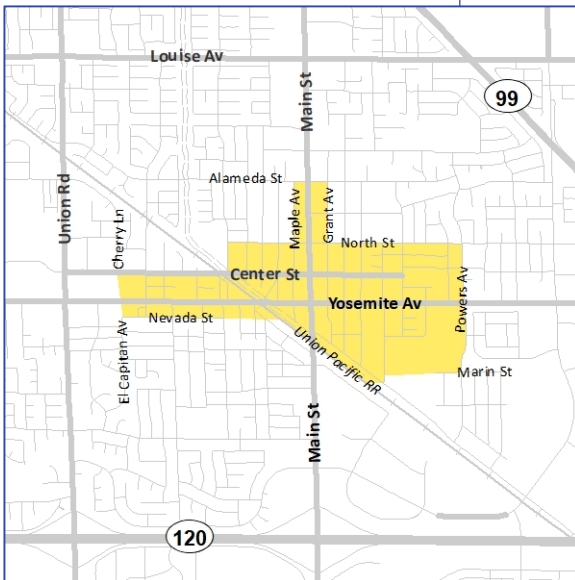 Louise Av
Main St
99
Alameda St
Union Rd
Cherry Ln
Maple Av
Grant Av
North St
Center St
Yosemite Av
Powers Av
Nevada St
El Capitan Av
Union Pacific RR
Marin St
Main St
120